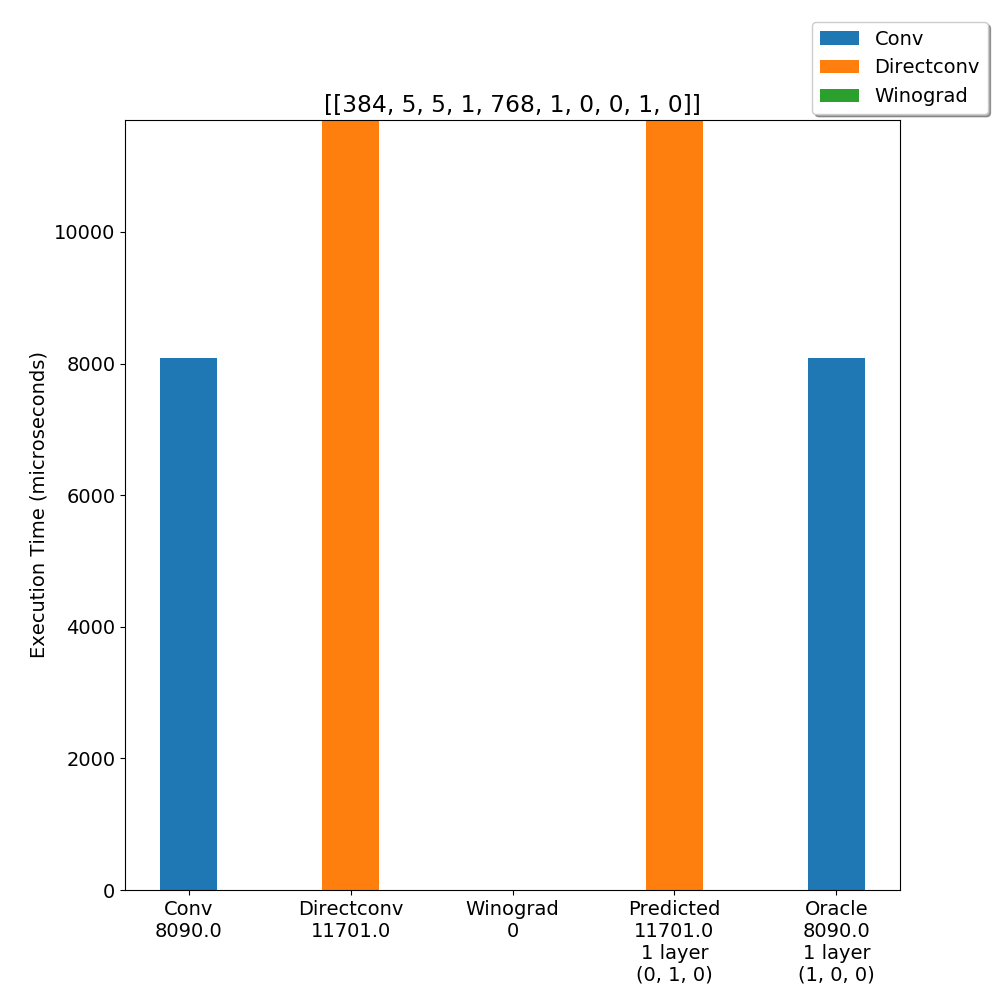 Conv
Directconv
Winograd
[[384, 5, 5, 1, 768, 1, 0, 0, 1, 0]]
Execution Time (microseconds)
10000
8000
6000
4000
2000
0
Conv
8090.0
Directconv
11701.0
Winograd
0
Predicted
11701.0
1 layer
(0, 1, 0)
Oracle
8090.0
1 layer
(1, 0, 0)